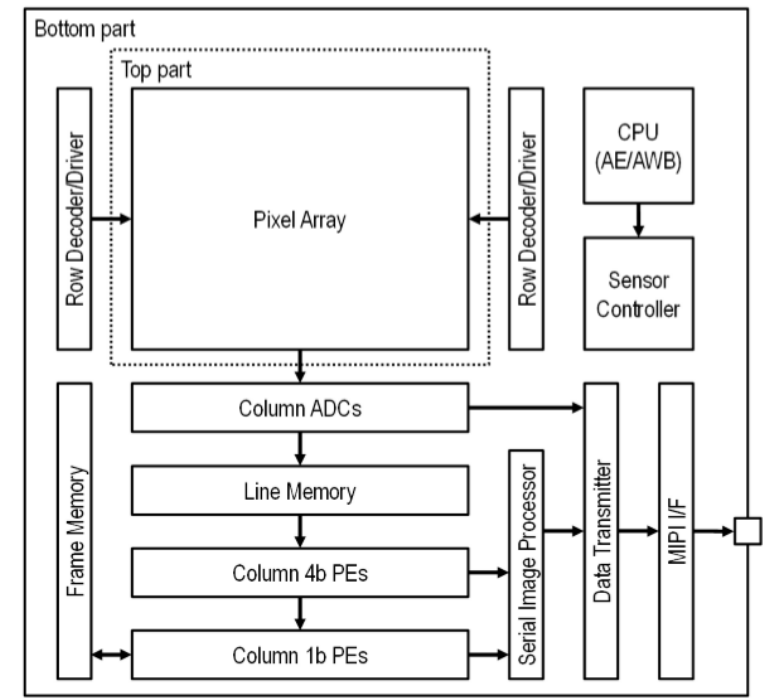 Bottom part
Top part
Row Decoder/Driver
Pixel Array
Row Decoder/Driver
CPU
(AE/AWB)
Sensor
Controller
Frame Memory
Column ADCs
Line Memory
Column 4b PEs
Column 1b PEs
Serial Image Processor
Data Transmitter
MIPI I/F